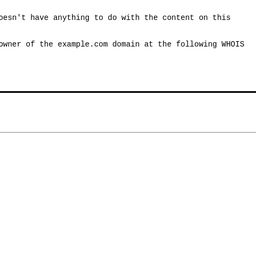 doesn't have anything to do with the content on this
owner of the example.com domain at the following WHOIS